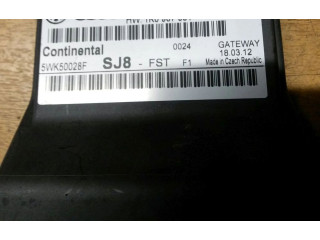 Continental 0024 GATEWAY
18.03.12
5WK50028F SJ8 - FST F1 Made in Czech Republic